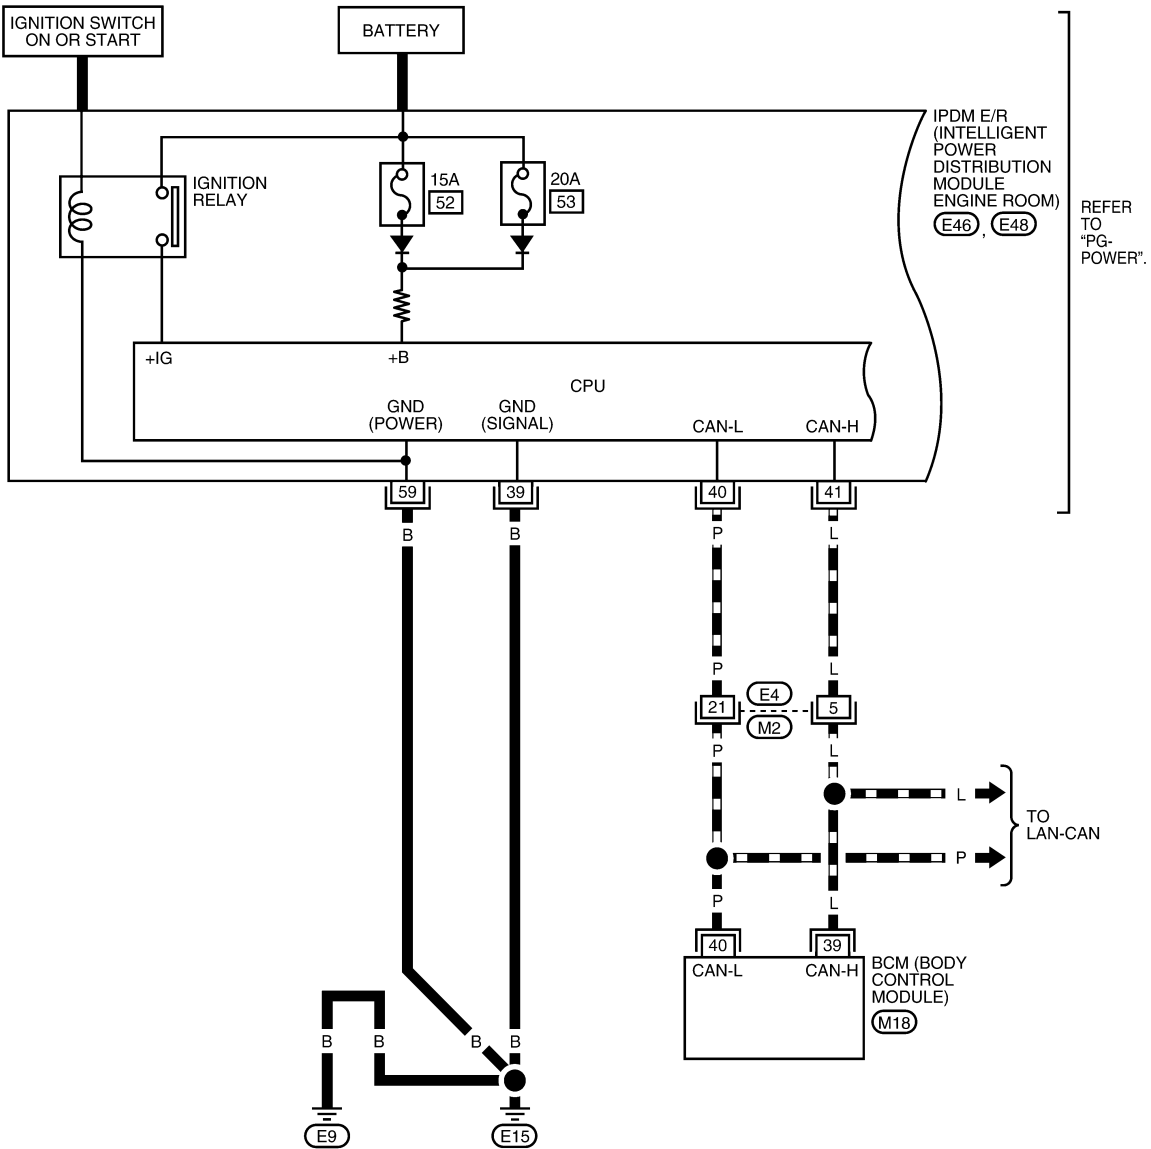 IGNITION SWITCH
ON OR START
BATTERY
IPDM E/R
(INTELLIGENT
POWER
DISTRIBUTION
MODULE
ENGINE ROOM)
E46 , E48
REFER
TO
“PG-
POWER”.
IGNITION
RELAY
15A
52
20A
53
+IG
+B
CPU
GND
(POWER)
GND
(SIGNAL)
CAN-L
CAN-H
59
39
40
41
B
B
P
L
P
L
E4
21
5
M2
P
L
L
TO
LAN-CAN
P
P
L
40
39
CAN-L
CAN-H
BCM (BODY
CONTROL
MODULE)
M18
B
B
B
B
E9
E15